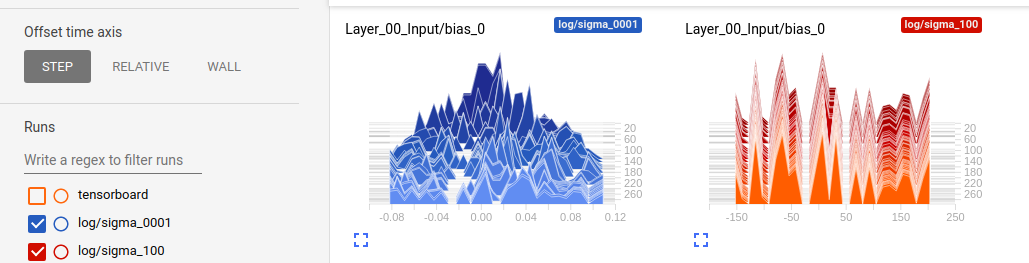 Offset time axis
STEP RELATIVE WALL
Runs
Write a regex to filter runs
tensorboard
log/sigma_0001
log/sigma_100
Layer_00_Input/bias_0 log/sigma_0001
20
60
100
140
180
220
260
-0.08 -0.04 0.00 0.04 0.08 0.12
Layer_00_Input/bias_0 log/sigma_100
20
60
100
140
180
220
260
-150 -50 50 150 250